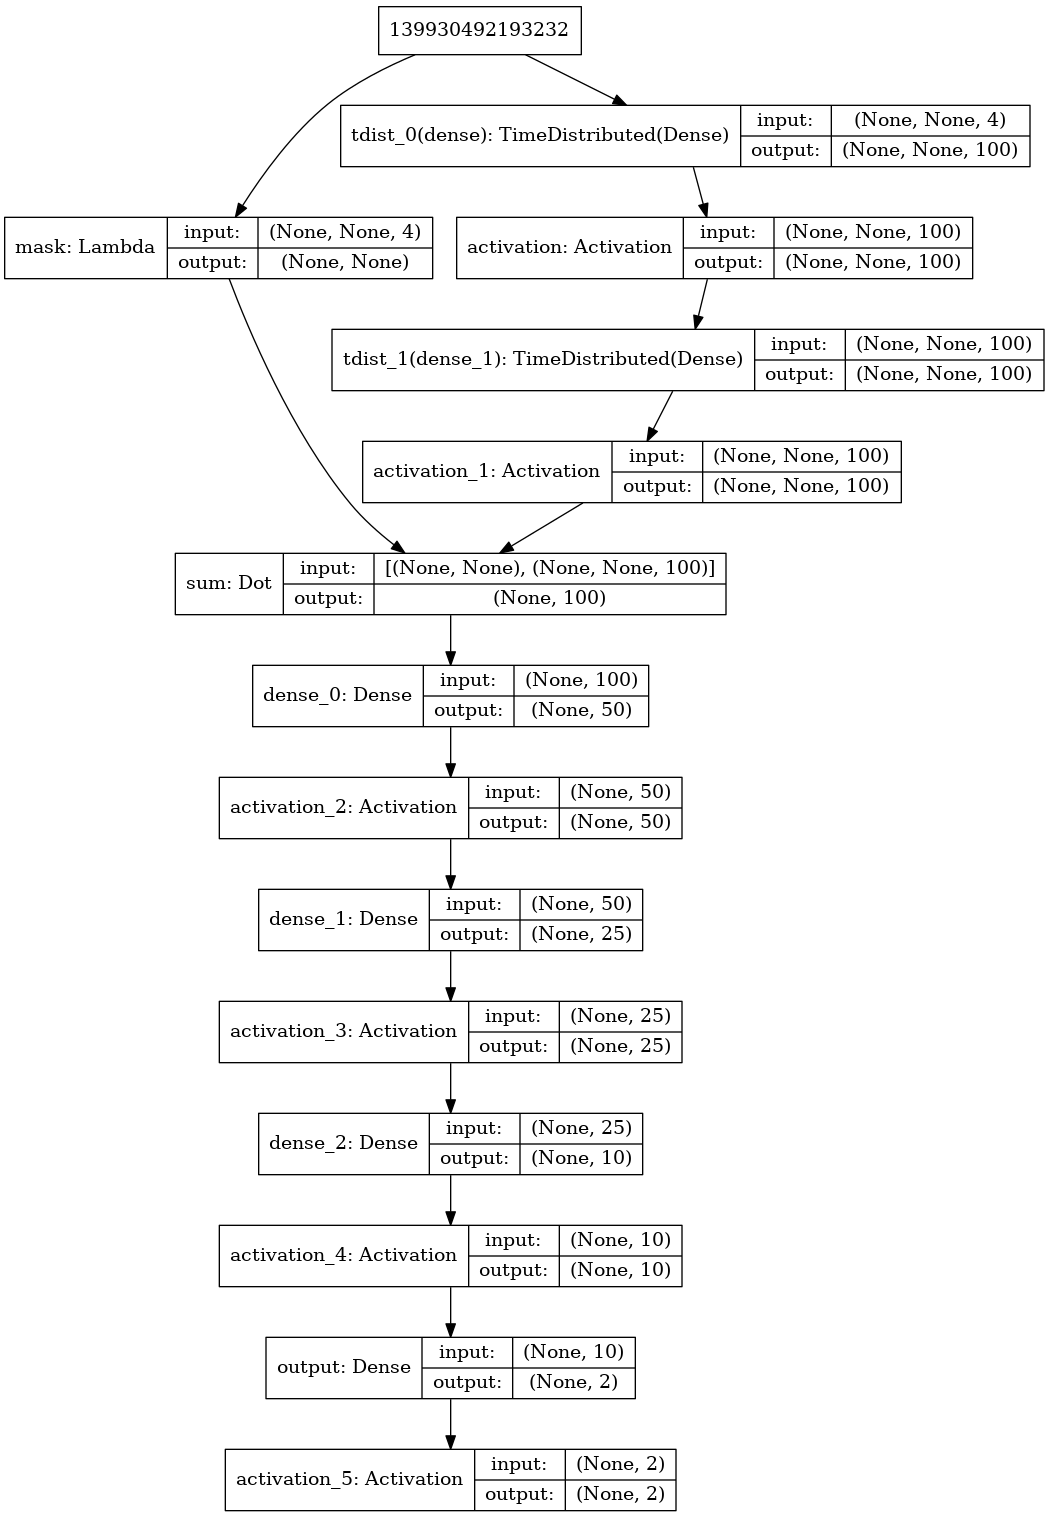 139930492193232
tdist_0(dense): TimeDistributed(Dense)
input:
(None, None, 4)
output:
(None, None, 100)
mask: Lambda
input:
(None, None, 4)
output:
(None, None)
activation: Activation
input:
(None, None, 100)
output:
(None, None, 100)
tdist_1(dense_1): TimeDistributed(Dense)
input:
(None, None, 100)
output:
(None, None, 100)
activation_1: Activation
input:
(None, None, 100)
output:
(None, None, 100)
sum: Dot
input:
[(None, None), (None, None, 100)]
output:
(None, 100)
dense_0: Dense
input:
(None, 100)
output:
(None, 50)
activation_2: Activation
input:
(None, 50)
output:
(None, 50)
dense_1: Dense
input:
(None, 50)
output:
(None, 25)
activation_3: Activation
input:
(None, 25)
output:
(None, 25)
dense_2: Dense
input:
(None, 25)
output:
(None, 10)
activation_4: Activation
input:
(None, 10)
output:
(None, 10)
output: Dense
input:
(None, 10)
output:
(None, 2)
activation_5: Activation
input:
(None, 2)
output:
(None, 2)